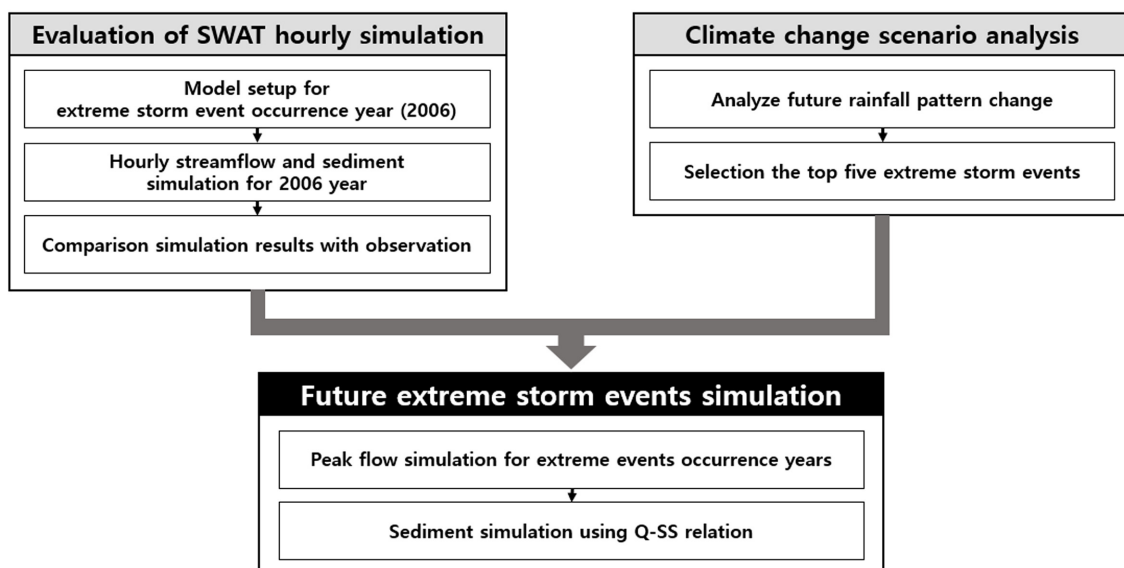 Evaluation of SWAT hourly simulation
Model setup for
extreme storm event occurrence year (2006)
Hourly streamflow and sediment
simulation for 2006 year
Comparison simulation results with observation
Climate change scenario analysis
Analyze future rainfall pattern change
Selection the top five extreme storm events
Future extreme storm events simulation
Peak flow simulation for extreme events occurrence years
Sediment simulation using Q-SS relation